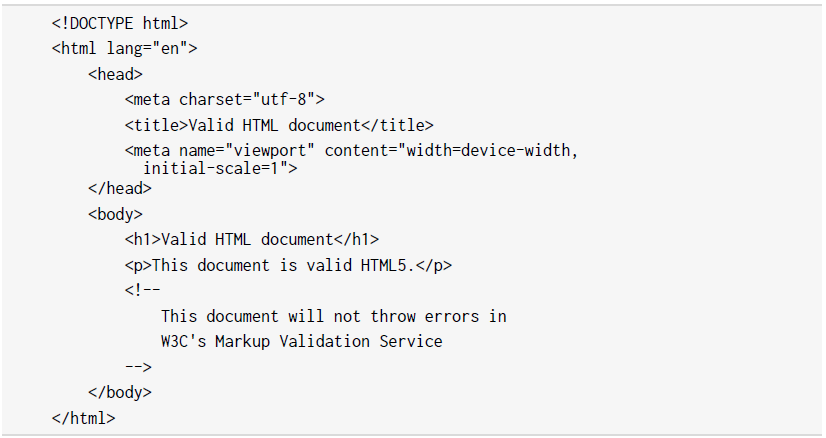 <!DOCTYPE html>
<html lang="en">
    <head>
        <meta charset="utf-8">
        <title>Valid HTML document</title>
        <meta name="viewport" content="width=device-width,
          initial-scale=1">
    </head>
    <body>
        <h1>Valid HTML document</h1>
        <p>This document is valid HTML5.</p>
        <!--
            This document will not throw errors in
            W3C's Markup Validation Service
        -->
    </body>
</html>